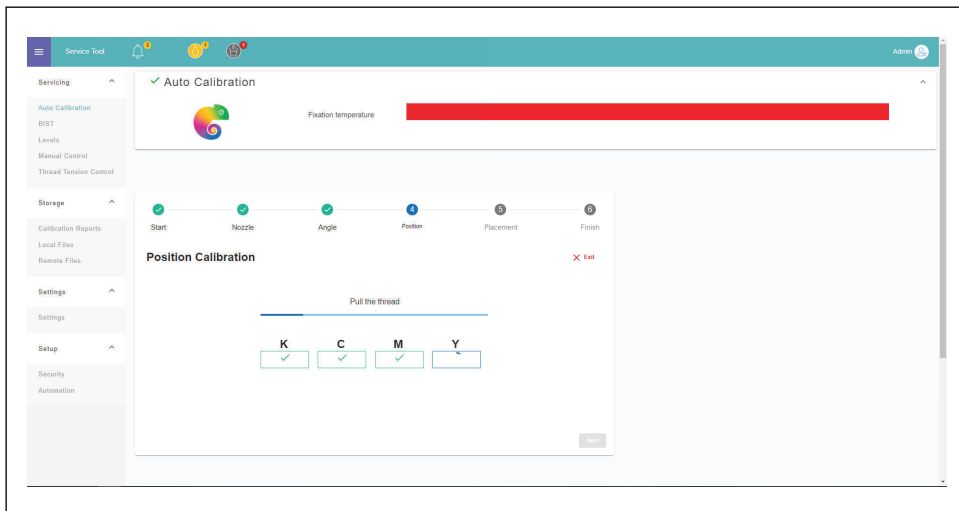 Service Tool
Admin
Servicing
Auto Calibration
BIST
Levels
Manual Control
Thread Tension Control
Storage
Calibration Reports
Local Files
Remote Files
Settings
Settings
Setup
Security
Automation
Auto Calibration
Fixation temperature
4 5 6
Start Nozzle Angle Position Placement Finish
Position Calibration
Exit
Pull the thread
K C M Y
Next